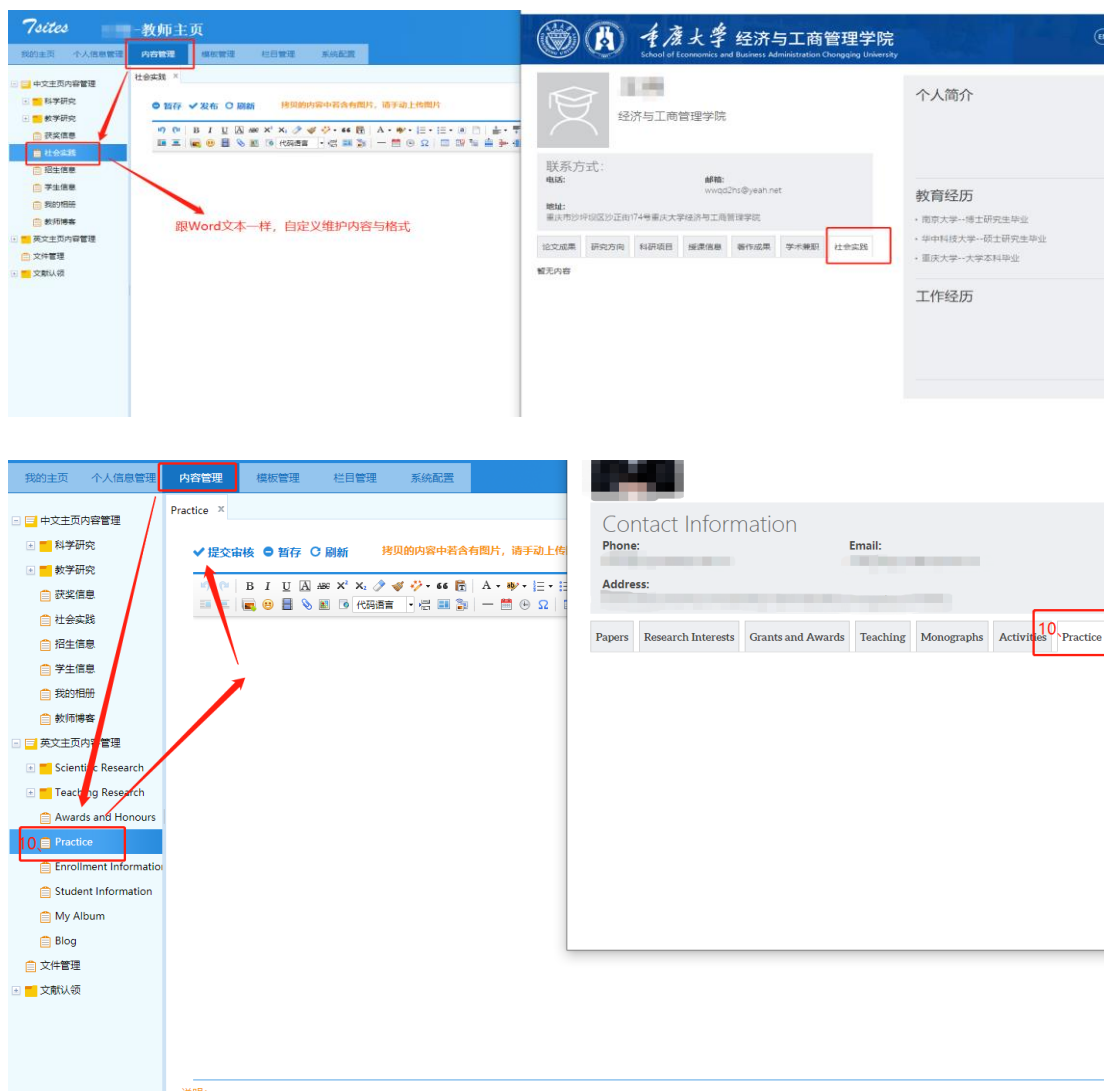 7sites -教师主页
我的主页 个人信息管理 内容管理 模板管理 栏目管理 系统配置
中文主页内容管理
科学研究
教学研究
获奖信息
社会实践
招生信息
学生信息
我的相册
教师博客
英文主页内容管理
文件管理
文献认领
社会实践 ×
暂存 发布 刷新 拷贝的内容中若含有图片，请手动上传图片
B I U A ABC X² X₂
代码语言
跟Word文本一样，自定义维护内容与格式
重庆大学 经济与工商管理学院
School of Econnomics and Business Administration Chongqing University
经济与工商管理学院
联系方式:
电话: 邮箱:
wwqd2hs@yeah.net
地址:
重庆市沙坪坝区沙正街174号重庆大学经济与工商管理学院
论文成果 研究方向 科研项目 授课信息 著作成果 学术兼职 社会实践
暂无内容
个人简介
教育经历
南京大学--博士研究生毕业
华中科技大学--硕士研究生毕业
重庆大学--大学本科毕业
工作经历
我的主页 个人信息管理 内容管理 模板管理 栏目管理 系统配置
中文主页内容管理
科学研究
教学研究
获奖信息
社会实践
招生信息
学生信息
我的相册
教师博客
英文主页内容管理
Scientific Research
Teaching Research
Awards and Honours
10、Practice
Enrollment Information
Student Information
My Album
Blog
文件管理
文献认领
Practice ×
提交审核 暂存 刷新 拷贝的内容中若含有图片，请手动上传
B I U A ABC X² X₂
代码语言
Contact Information
Phone: Email:
Address:
Papers Research Interests Grants and Awards Teaching Monographs Activities 10、Practice